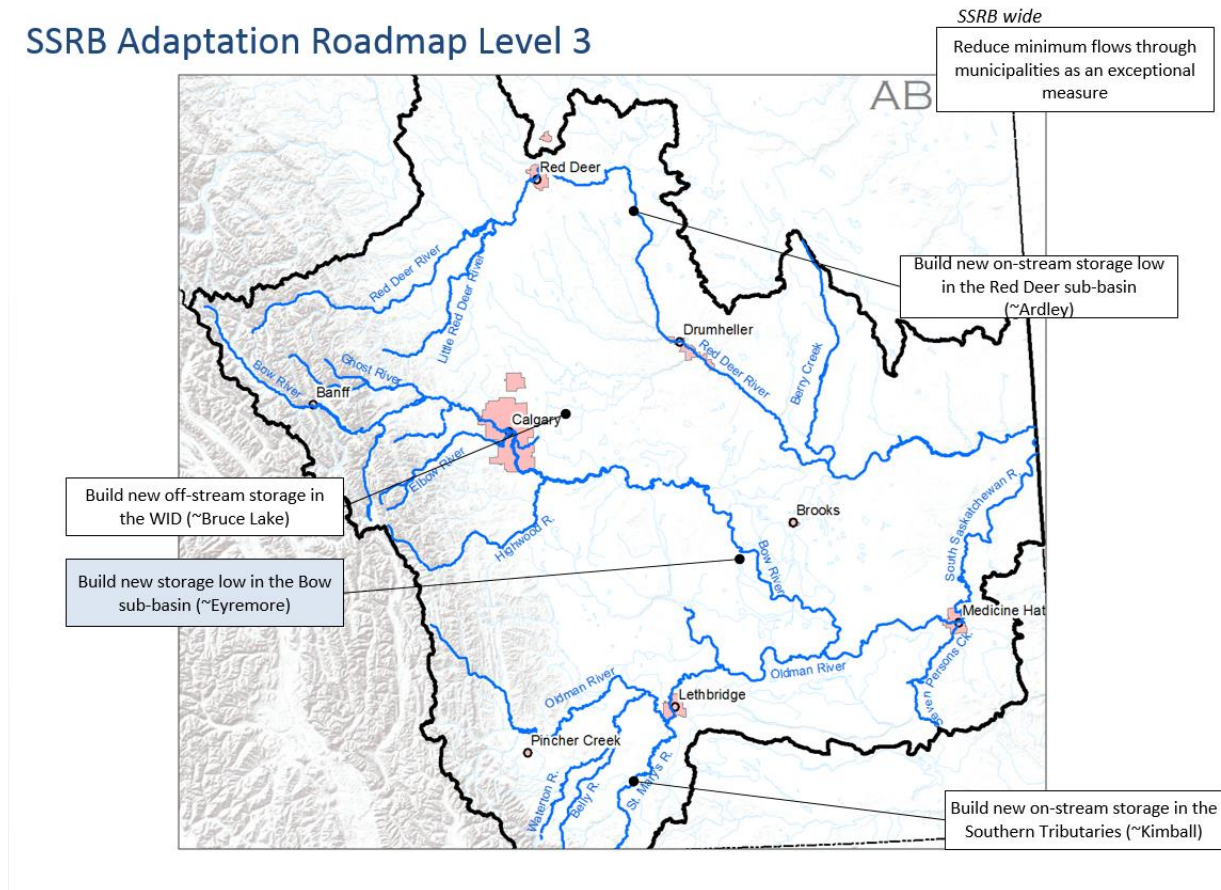 SSRB wide
SSRB Adaptation Roadmap Level 3
Reduce minimum flows through
municipalities as an exceptional
measure
AB
Red Deer
Red Deer River
Little Red Deer River
Build new on-stream storage low
in the Red Deer sub-basin
(~Ardley)
Drumheller
Red Deer River
Berry Creek
Ghost River
Bow River
Banff
Calgary
Elbow River
Build new off-stream storage in
the WID (~Bruce Lake)
Highwood R.
Brooks
South Saskatchewan R.
Bow River
Build new storage low in the Bow
sub-basin (~Eyremore)
Medicine Hat
Seven Persons Ck.
Oldman River
Oldman River
Lethbridge
Pincher Creek
Waterton R.
Belly R.
St. Marys R.
Build new on-stream storage in the
Southern Tributaries (~Kimball)